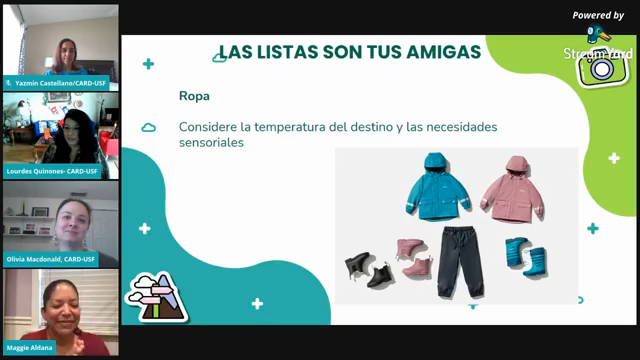 Powered by
StreamYard
LAS LISTAS SON TUS AMIGAS
Yazmín Castellano/CARD-USF
Ropa
Considere la temperatura del destino y las necesidades
sensoriales
Lourdes Quinones- CARD-USF
Olivia Macdonald, CARD-USF
Maggie Aldana